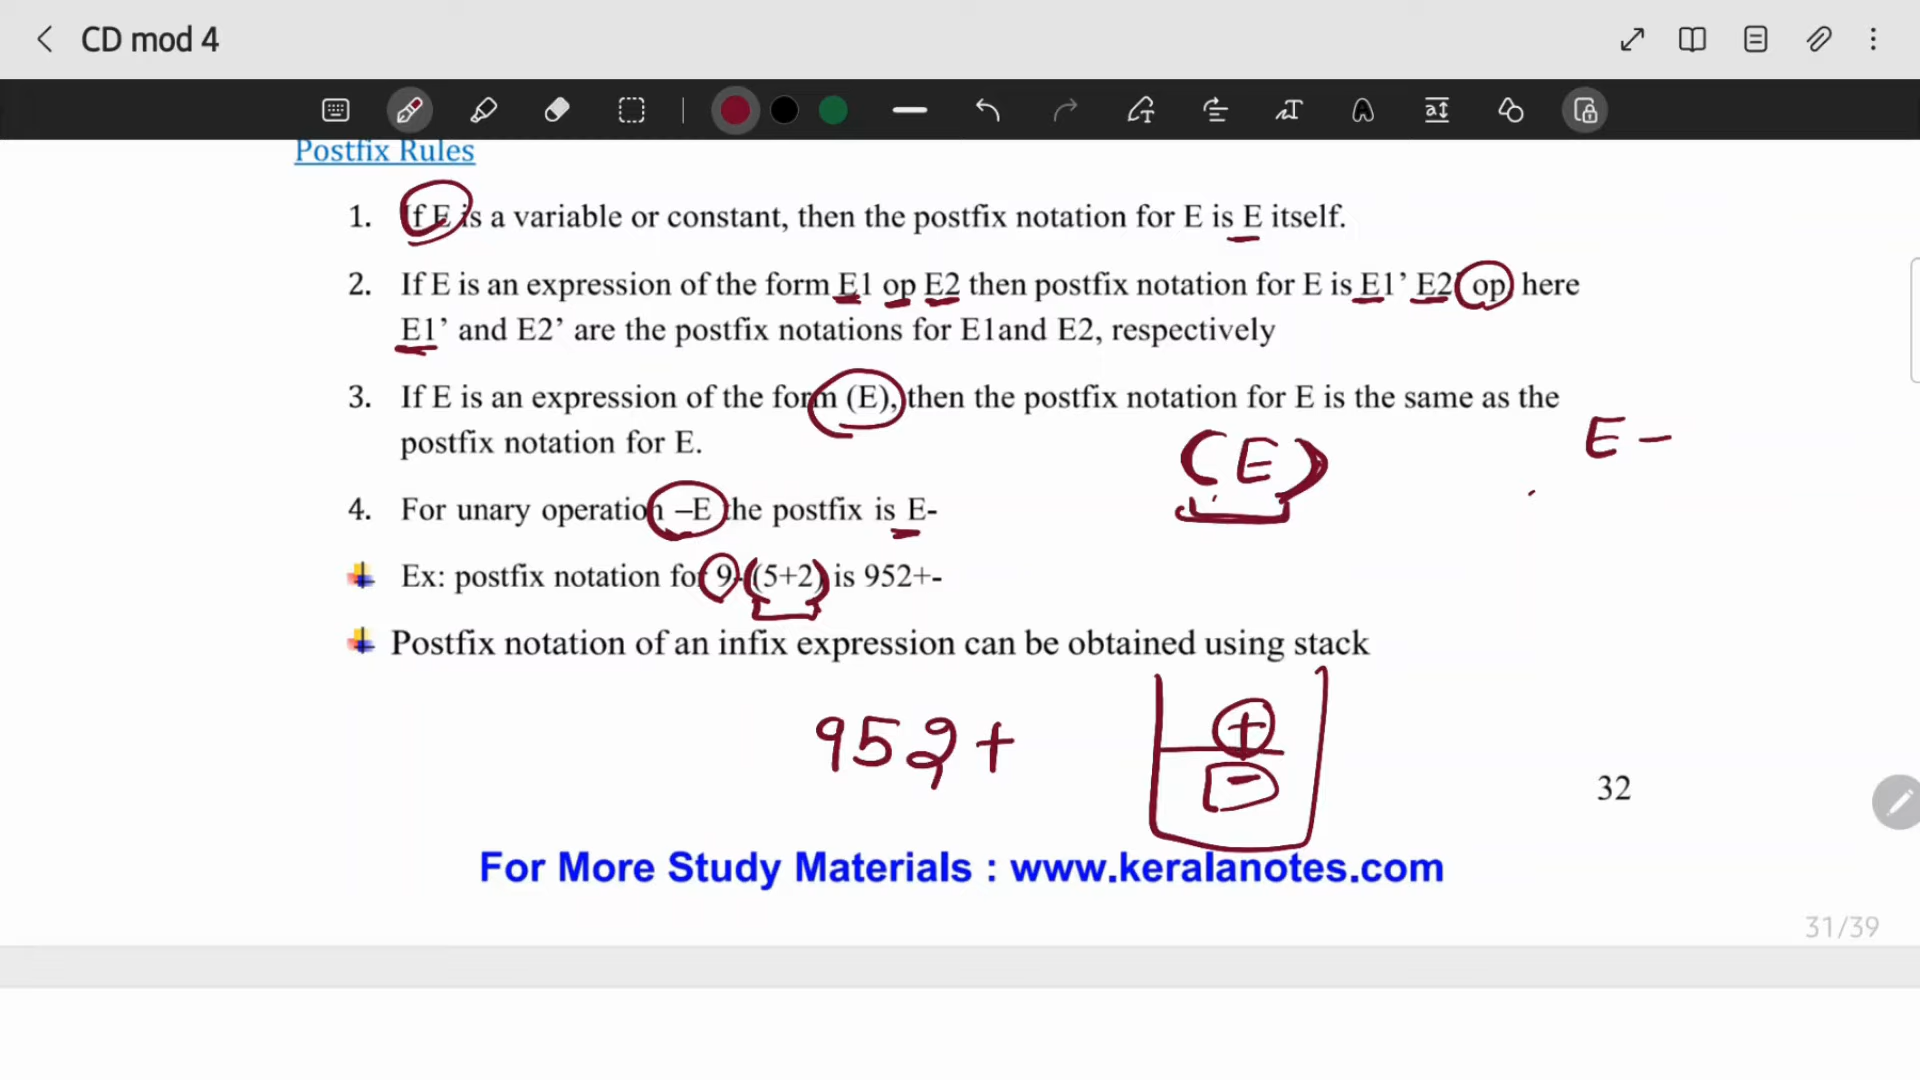 CD mod 4
Postfix Rules
1. If E is a variable or constant, then the postfix notation for E is E itself.
2. If E is an expression of the form E1 op E2 then postfix notation for E is E1’ E2’ op, here
E1’ and E2’ are the postfix notations for E1and E2, respectively
3. If E is an expression of the form (E), then the postfix notation for E is the same as the
postfix notation for E.
(E)
E -
4. For unary operation –E the postfix is E-
Ex: postfix notation for 9-(5+2) is 952+-
Postfix notation of an infix expression can be obtained using stack
952+
+
-
32
For More Study Materials : www.keralanotes.com
31/39